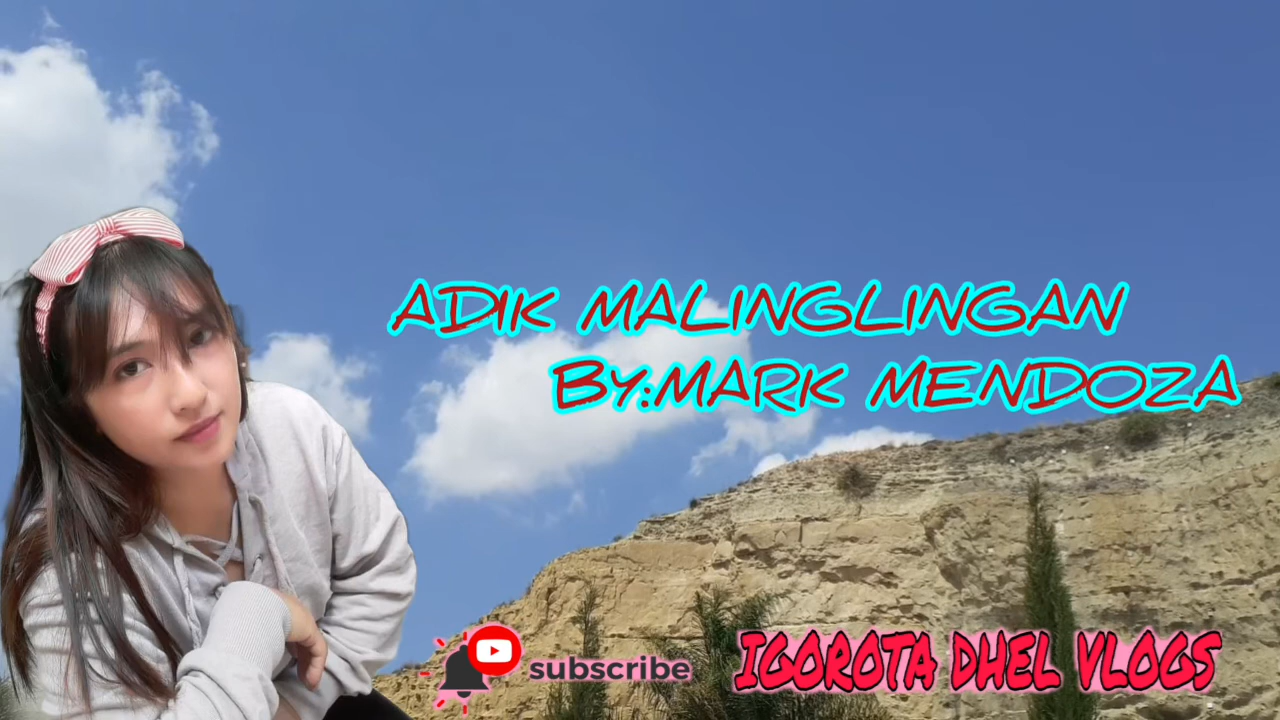 ADIK MALINGLINGAN
BY:MARK MENDOZA
subscribe
IGOROTA DHEL VLOGS